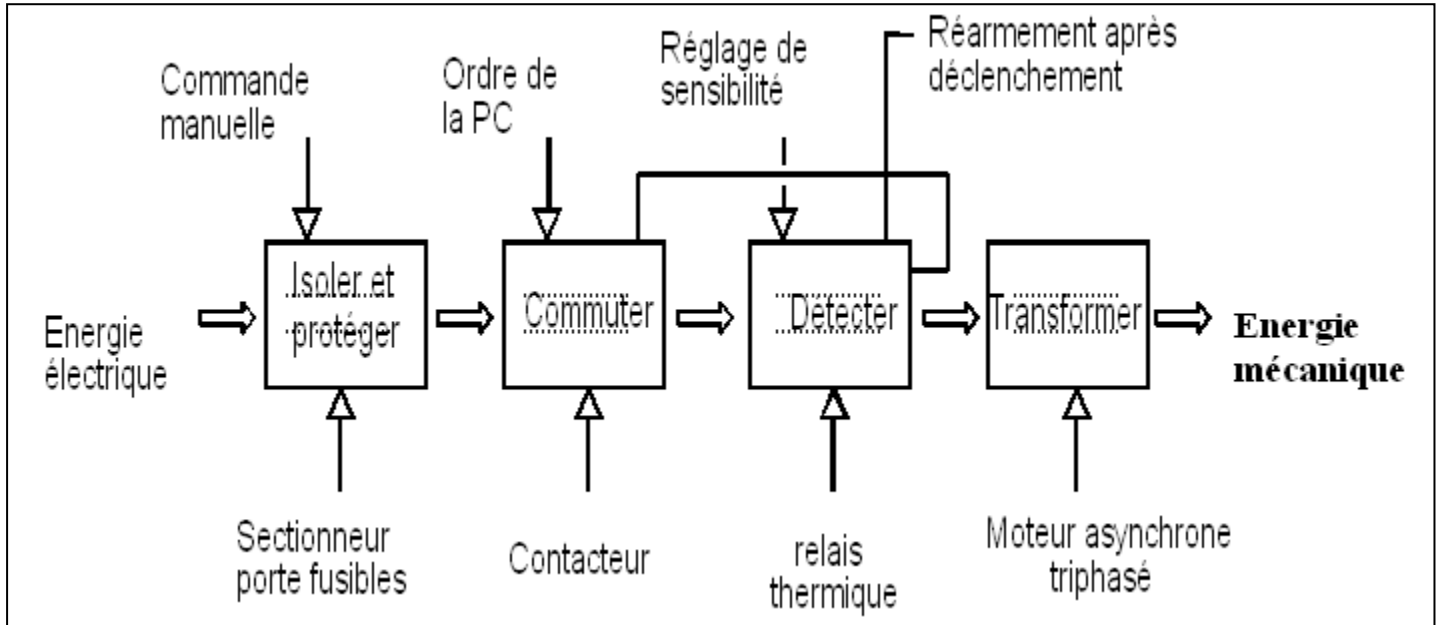 Commande
manuelle
Ordre de
la PC
Réglage de
sensibilité
Réarmement après
déclenchement
Energie
électrique
Isoler et
protéger
Commuter
Détecter
Transformer
Energie
mécanique
Sectionneur
porte fusibles
Contacteur
relais
thermique
Moteur asynchrone
triphasé